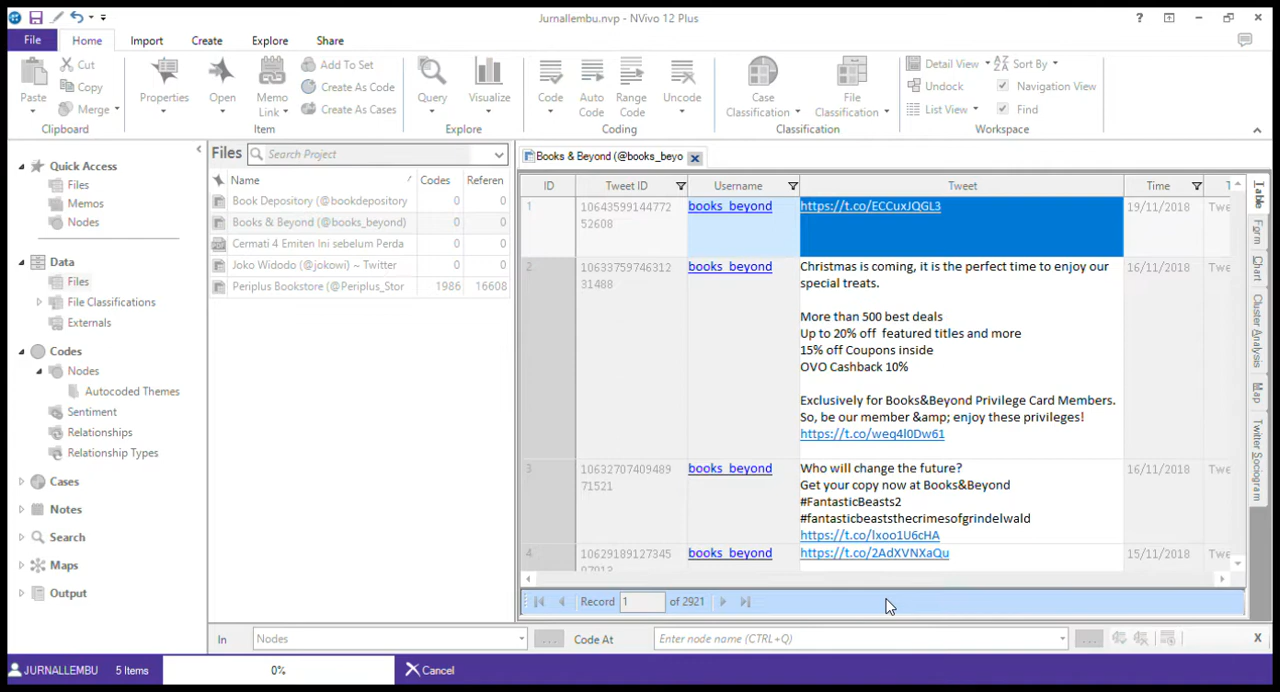 Jurnallembu.nvp - NVivo 12 Plus
File Home Import Create Explore Share
Paste
Cut
Copy
Merge
Clipboard
Properties
Open
Memo Link
Add To Set
Create As Code
Create As Cases
Item
Query
Visualize
Explore
Code
Auto Code
Range Code
Uncode
Coding
Case Classification
File Classification
Classification
Detail View
Sort By
Undock
Navigation View
List View
Find
Workspace
Quick Access
Files
Memos
Nodes
Data
Files
File Classifications
Externals
Codes
Nodes
Autocoded Themes
Sentiment
Relationships
Relationship Types
Cases
Notes
Search
Maps
Output
Files Search Project
Name Codes Referen
Book Depository (@bookdepository 0 0
Books & Beyond (@books_beyond) 0 0
Cermati 4 Emiten Ini sebelum Perda 0 0
Joko Widodo (@jokowi) ~ Twitter 0 0
Periplus Bookstore (@Periplus_Stor 1986 16608
Books & Beyond (@books_beyo
ID Tweet ID Username Tweet Time T
1 10643599144772 books_beyond https://t.co/ECCuxJQGL3 19/11/2018 Twe
52608
2 10633759746312 books_beyond Christmas is coming, it is the perfect time to enjoy our 16/11/2018 Twe
31488 special treats.
More than 500 best deals
Up to 20% off featured titles and more
15% off Coupons inside
OVO Cashback 10%
Exclusively for Books&Beyond Privilege Card Members.
So, be our member &amp; enjoy these privileges!
https://t.co/weq4l0Dw61
3 10632707409489 books_beyond Who will change the future? 16/11/2018 Twe
71521 Get your copy now at Books&Beyond
#FantasticBeasts2
#fantasticbeaststhecrimesofgrindelwald
https://t.co/lxoo1U6cHA
4 10629189127345 books_beyond https://t.co/2AdXVNXaQu 15/11/2018 Twe
97913
Table
Form
Chart
Cluster Analysis
Map
Twitter Sociogram
Record 1 of 2921
In Nodes ... Code At Enter node name (CTRL+Q) ... X
JURNALLEMBU 5 Items 0% Cancel